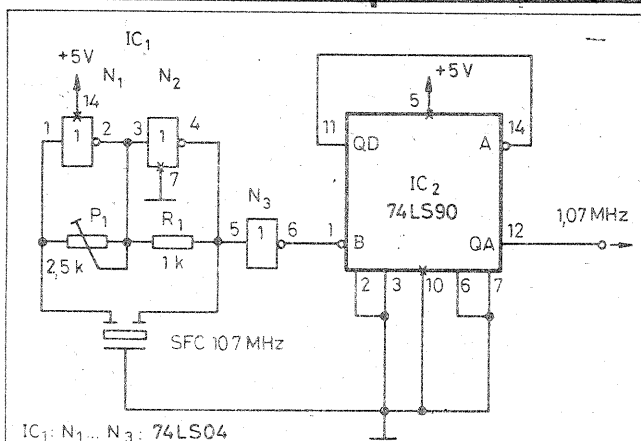 IC1
+5V
N1
N2
14
1
1
2
3
1
4
7
P1
R1
2,5 k
1 k
N3
5
1
6
SFC 10.7 MHz
+5V
5
11
14
QD
A
IC2
74LS90
1
B
QA
12
1,07 MHz
2
3
10
6
7
IC1: N1... N3: 74LS04